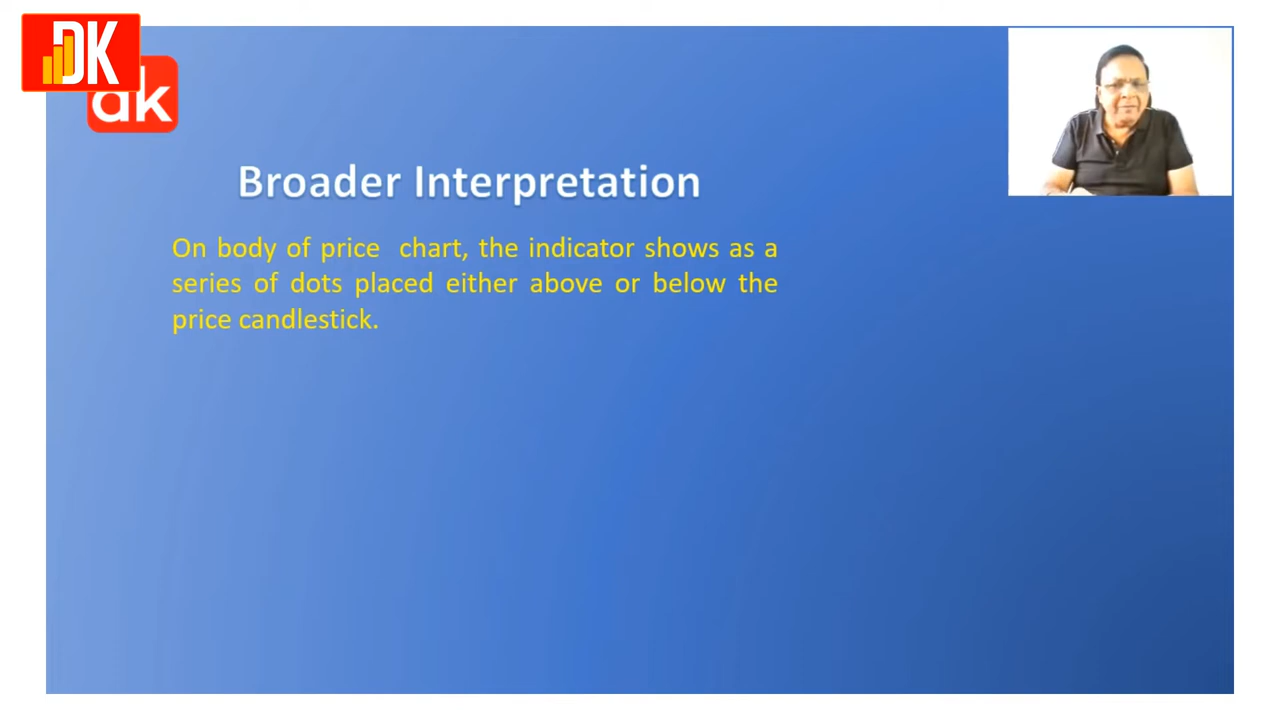 DK
dk
Broader Interpretation
On body of price chart, the indicator shows as a
series of dots placed either above or below the
price candlestick.